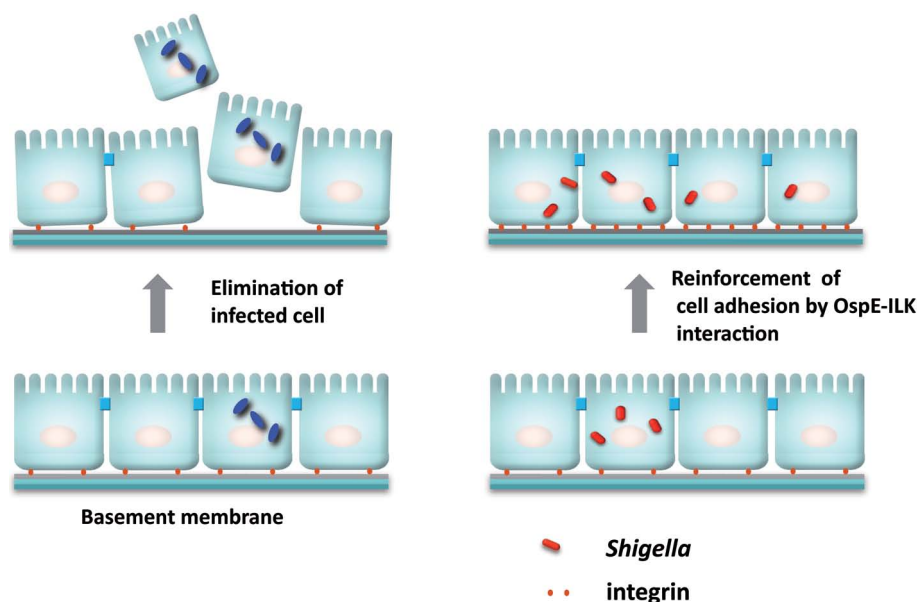 Elimination of
infected cell
Reinforcement of
cell adhesion by OspE-ILK
interaction
Basement membrane
Shigella
integrin